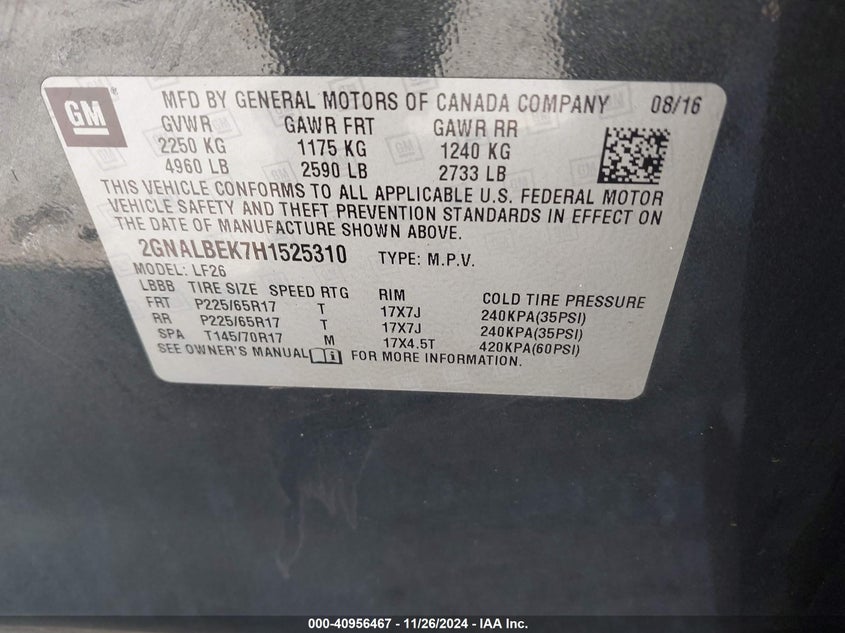 GM
MFD BY GENERAL MOTORS OF CANADA COMPANY 08/16
GVWR GAWR FRT GAWR RR
2250 KG 1175 KG 1240 KG
4960 LB 2590 LB 2733 LB
THIS VEHICLE CONFORMS TO ALL APPLICABLE U.S. FEDERAL MOTOR
VEHICLE SAFETY AND THEFT PREVENTION STANDARDS IN EFFECT ON
THE DATE OF MANUFACTURE SHOWN ABOVE.
2GNALBEK7H1525310 TYPE: M.P.V.
MODEL: LF26
LBBB TIRE SIZE SPEED RTG RIM COLD TIRE PRESSURE
FRT P225/65R17 T 17X7J 240KPA(35PSI)
RR P225/65R17 T 17X7J 240KPA(35PSI)
SPA T145/70R17 M 17X4.5T 420KPA(60PSI)
SEE OWNER'S MANUAL FOR MORE INFORMATION.
000-40956467 - 11/26/2024 - IAA Inc.